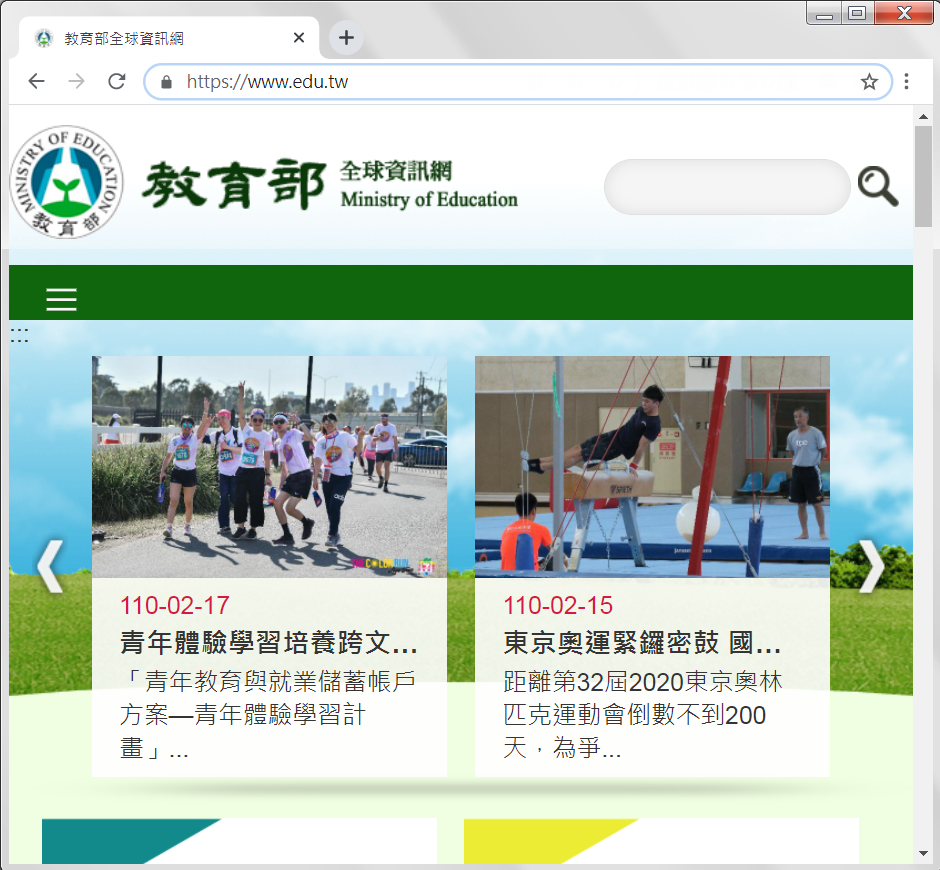 教育部全球資訊網
https://www.edu.tw
MINISTRY OF EDUCATION
教育部
教育部
全球資訊網
Ministry of Education
110-02-17
青年體驗學習培養跨文...
「青年教育與就業儲蓄帳戶
方案—青年體驗學習計
畫」...
110-02-15
東京奧運緊鑼密鼓 國...
距離第32屆2020東京奧林
匹克運動會倒數不到200
天，為爭...